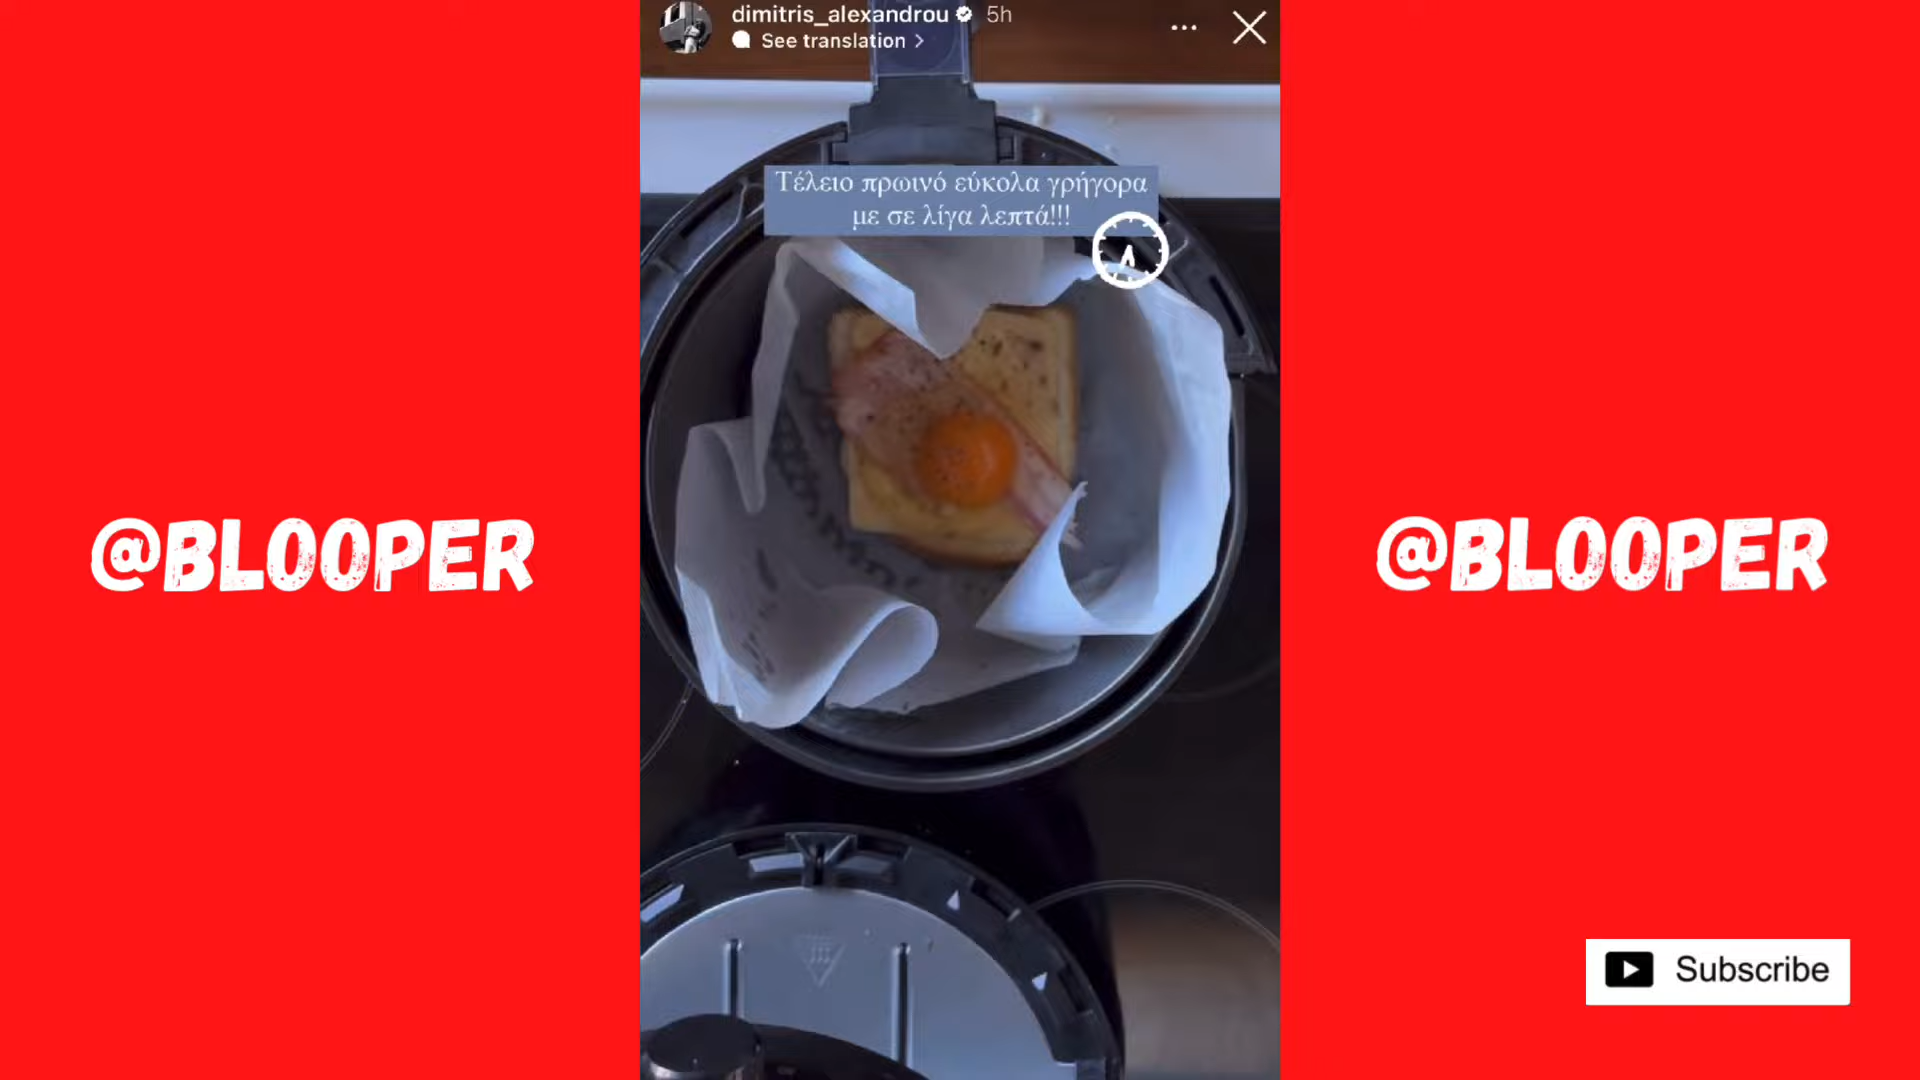 dimitris_alexandrou 5h
See translation >
Τέλειο πρωινό εύκολα γρήγορα
με σε λίγα λεπτά!!!
@BLOOPER
@BLOOPER
Subscribe